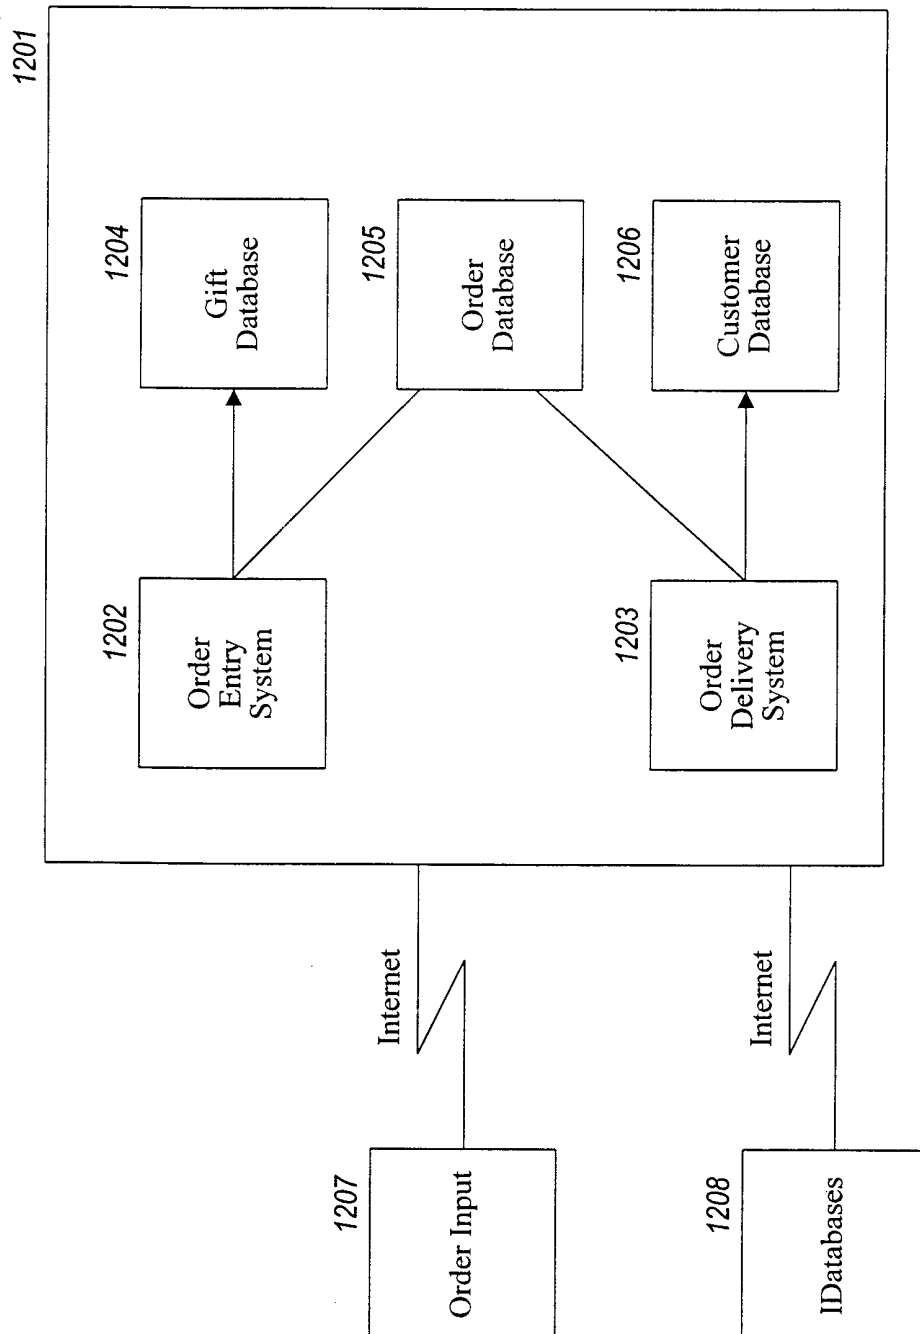 1201
1202
Order
Entry
System
1204
Gift
Database
1205
Order
Database
1203
Order
Delivery
System
1206
Customer
Database
1207
Order Input
Internet
1208
IDatabases
Internet